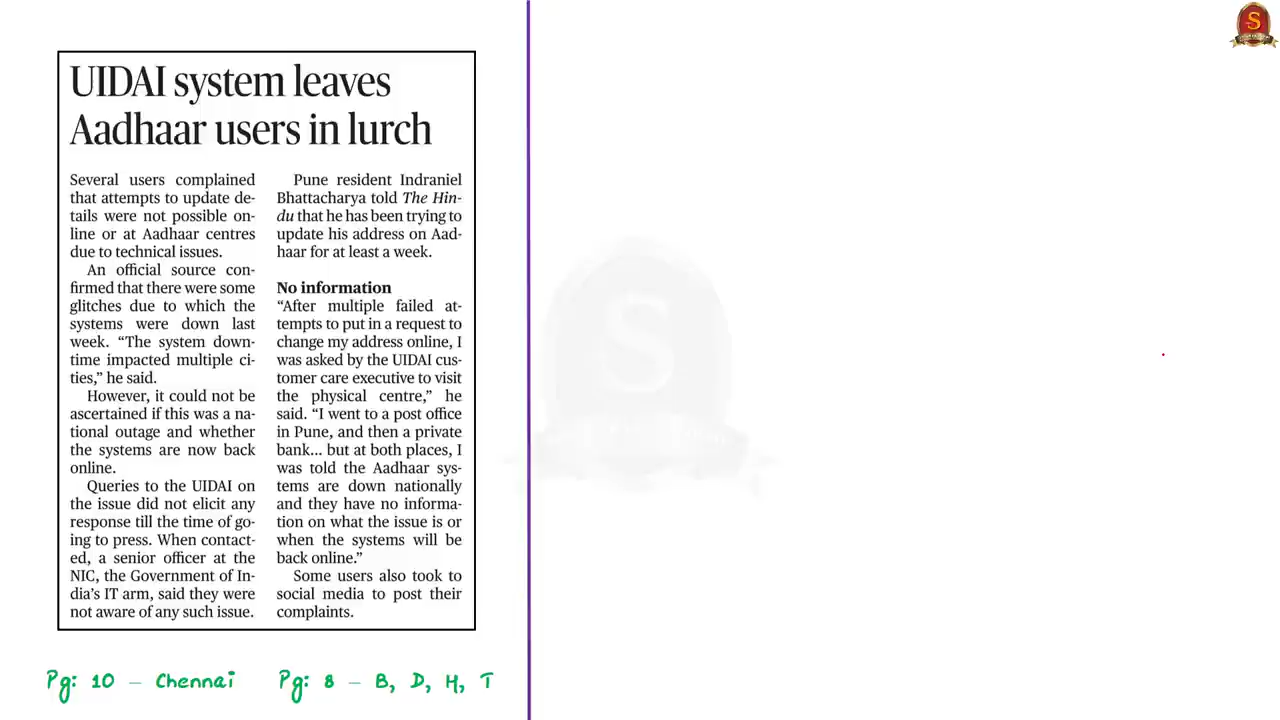 UIDAI system leaves
Aadhaar users in lurch
Several users complained
that attempts to update de-
tails were not possible on-
line or at Aadhaar centres
due to technical issues.
An official source con-
firmed that there were some
glitches due to which the
systems were down last
week. “The system down-
time impacted multiple ci-
ties,” he said.
However, it could not be
ascertained if this was a na-
tional outage and whether
the systems are now back
online.
Queries to the UIDAI on
the issue did not elicit any
response till the time of go-
ing to press. When contact-
ed, a senior officer at the
NIC, the Government of In-
dia’s IT arm, said they were
not aware of any such issue.
Pune resident Indraniel
Bhattacharya told The Hin-
du that he has been trying to
update his address on Aad-
haar for at least a week.
No information
“After multiple failed at-
tempts to put in a request to
change my address online, I
was asked by the UIDAI cus-
tomer care executive to visit
the physical centre,” he
said. “I went to a post office
in Pune, and then a private
bank... but at both places, I
was told the Aadhaar sys-
tems are down nationally
and they have no informa-
tion on what the issue is or
when the systems will be
back online.”
Some users also took to
social media to post their
complaints.
Pg: 10 – Chennai Pg: 8 – B, D, H, T
S
S